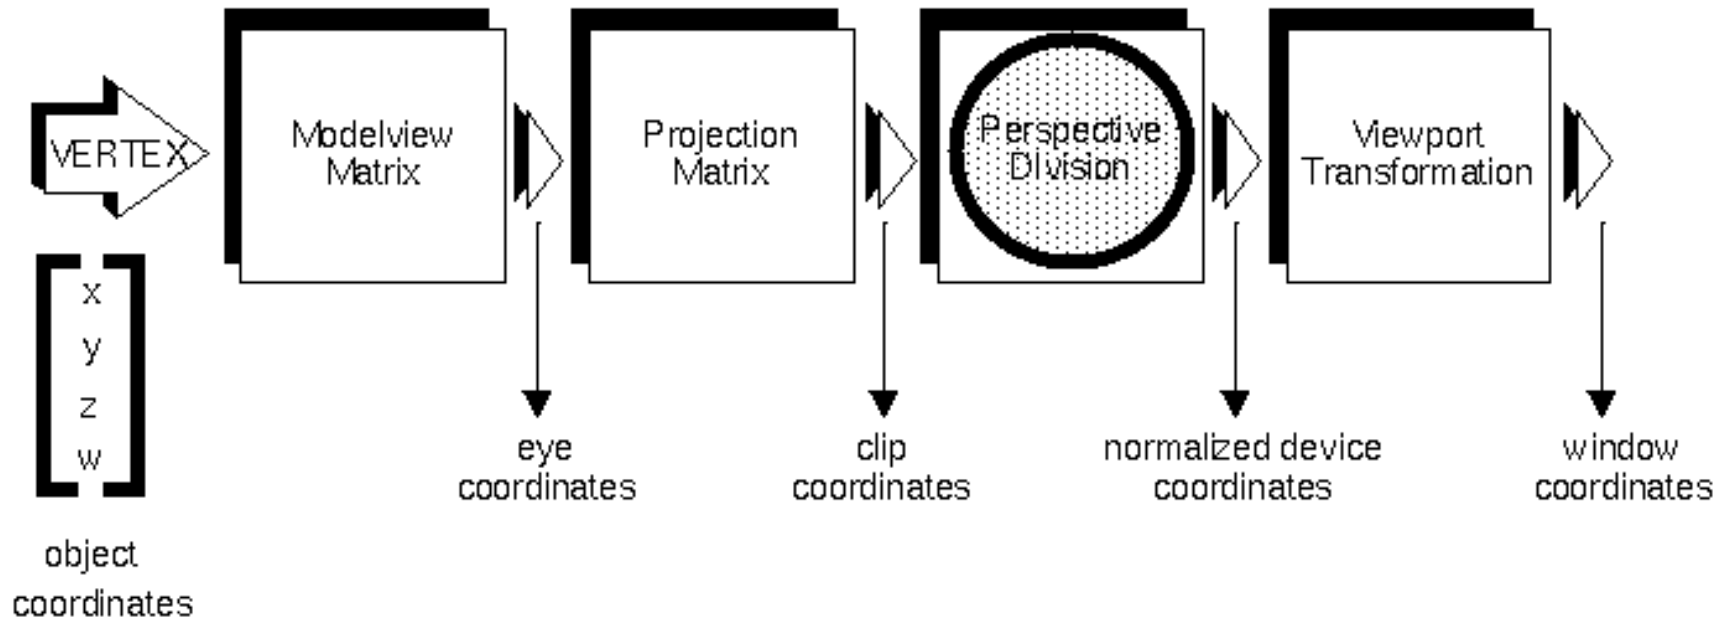 VERTEX
Modelview
Matrix
Projection
Matrix
Perspective
DIvision
Viewport
Transformation
x
y
z
w
object
coordinates
eye
coordinates
clip
coordinates
normalized device
coordinates
window
coordinates